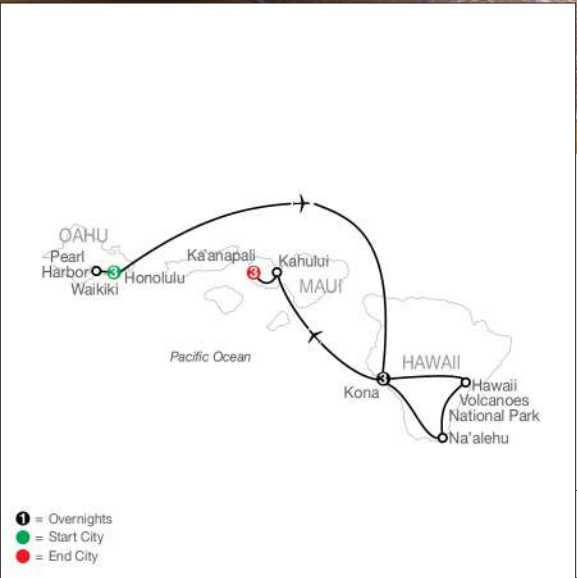 OAHU
Pearl
Harbor
3
Honolulu
Waikiki
Ka'anapali
3
Kahului
MAUI
Pacific Ocean
HAWAII
3
Kona
Hawaii
Volcanoes
National Park
Na'alehu
1 = Overnights
= Start City
= End City